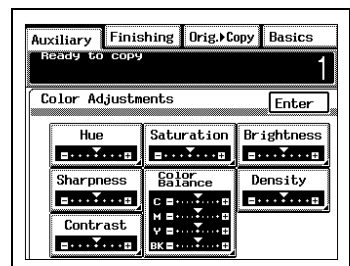 Auxiliary Finishing Orig.▸Copy Basics
Ready to copy
1
Color Adjustments Enter
Hue Saturation Brightness
Sharpness Color Balance Density
C
M
Y
BK
Contrast